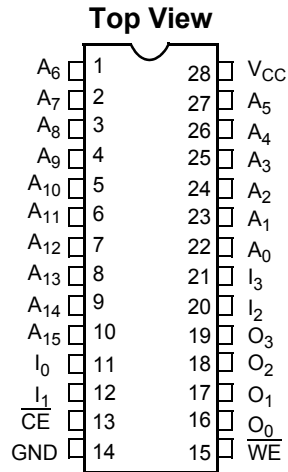 Top View
A6 1 28 VCC
A7 2 27 A5
A8 3 26 A4
A9 4 25 A3
A10 5 24 A2
A11 6 23 A1
A12 7 22 A0
A13 8 21 I3
A14 9 20 I2
A15 10 19 O3
I0 11 18 O2
I1 12 17 O1
C̅E̅ 13 16 O0
GND 14 15 W̅E̅